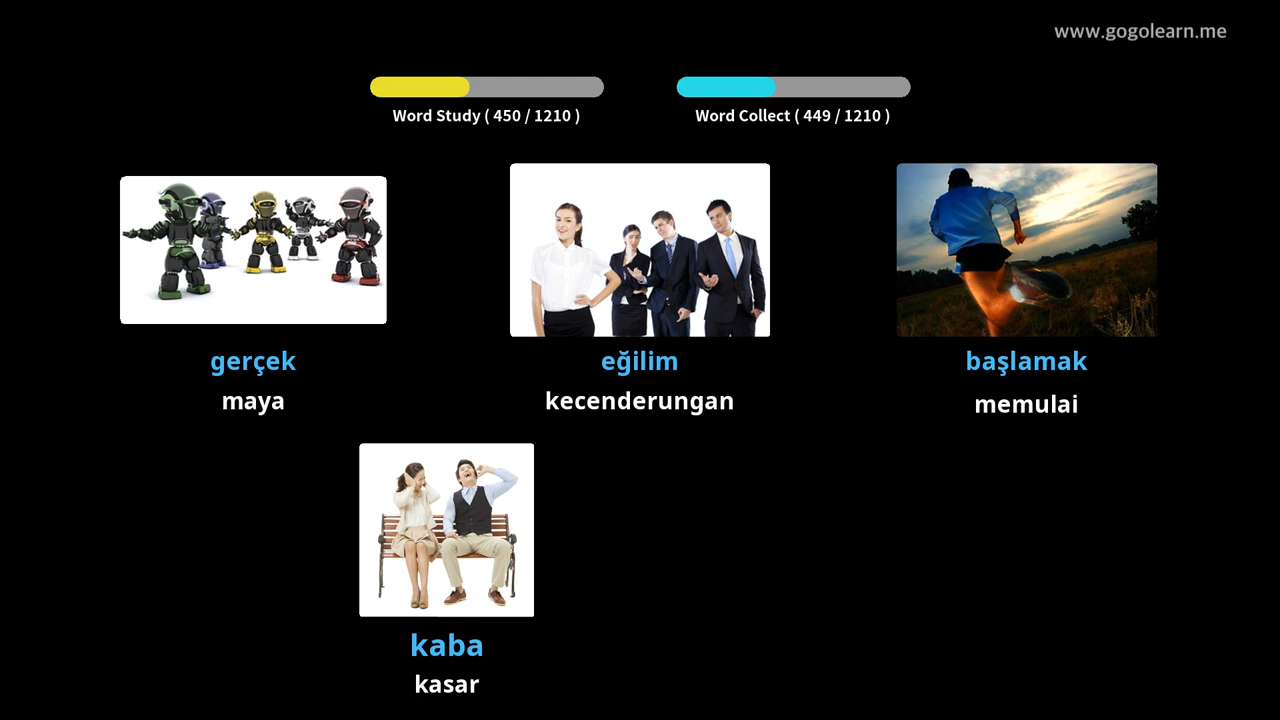 www.gogolearn.me
Word Study ( 450 / 1210 )
Word Collect ( 449 / 1210 )
gerçek
maya
eğilim
kecenderungan
başlamak
memulai
kaba
kasar